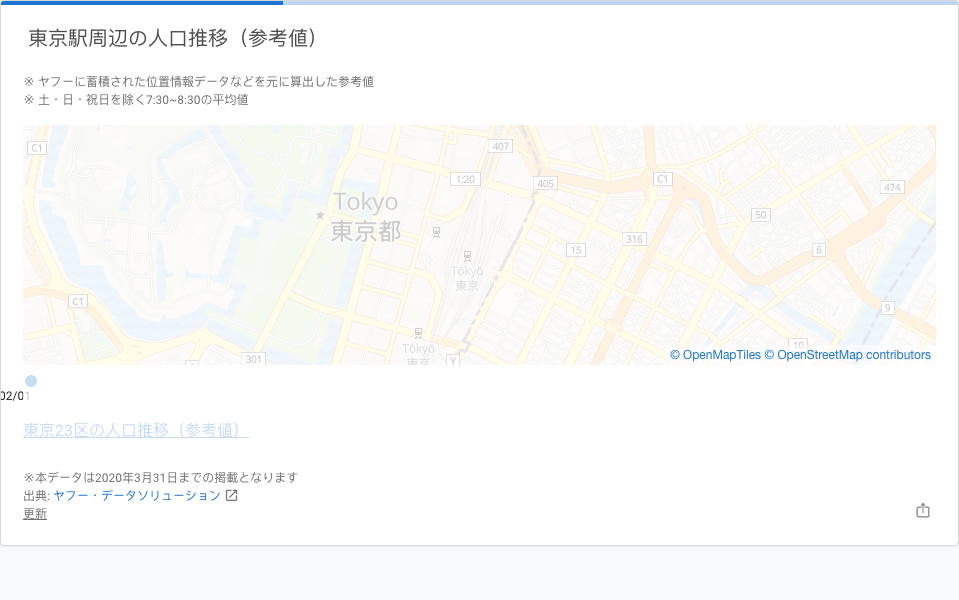 東京駅周辺の人口推移（参考値）
※ ヤフーに蓄積された位置情報データなどを元に算出した参考値
※ 土・日・祝日を除く7:30~8:30の平均値
C1
407
1;20
405
C1
474
Tokyo
東京都
50
316
15
6
Tōkyō
東京
C1
9
301
Tōkyō
東京
Y
10
© OpenMapTiles © OpenStreetMap contributors
02/01
東京23区の人口推移（参考値）
※本データは2020年3月31日までの掲載となります
出典: ヤフー・データソリューション
更新